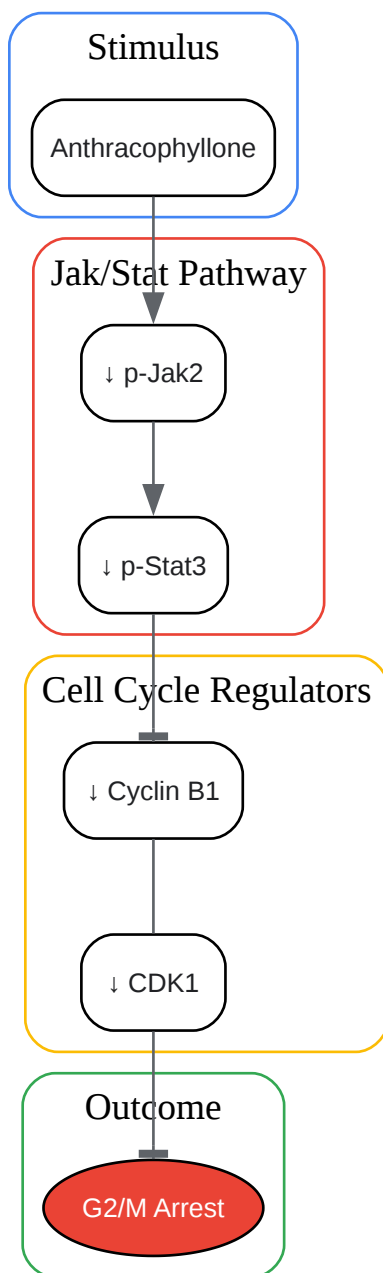 Stimulus
Anthracophyllone
Jak/Stat Pathway
↓ p-Jak2
↓ p-Stat3
Cell Cycle Regulators
↓ Cyclin B1
↓ CDK1
Outcome
G2/M Arrest